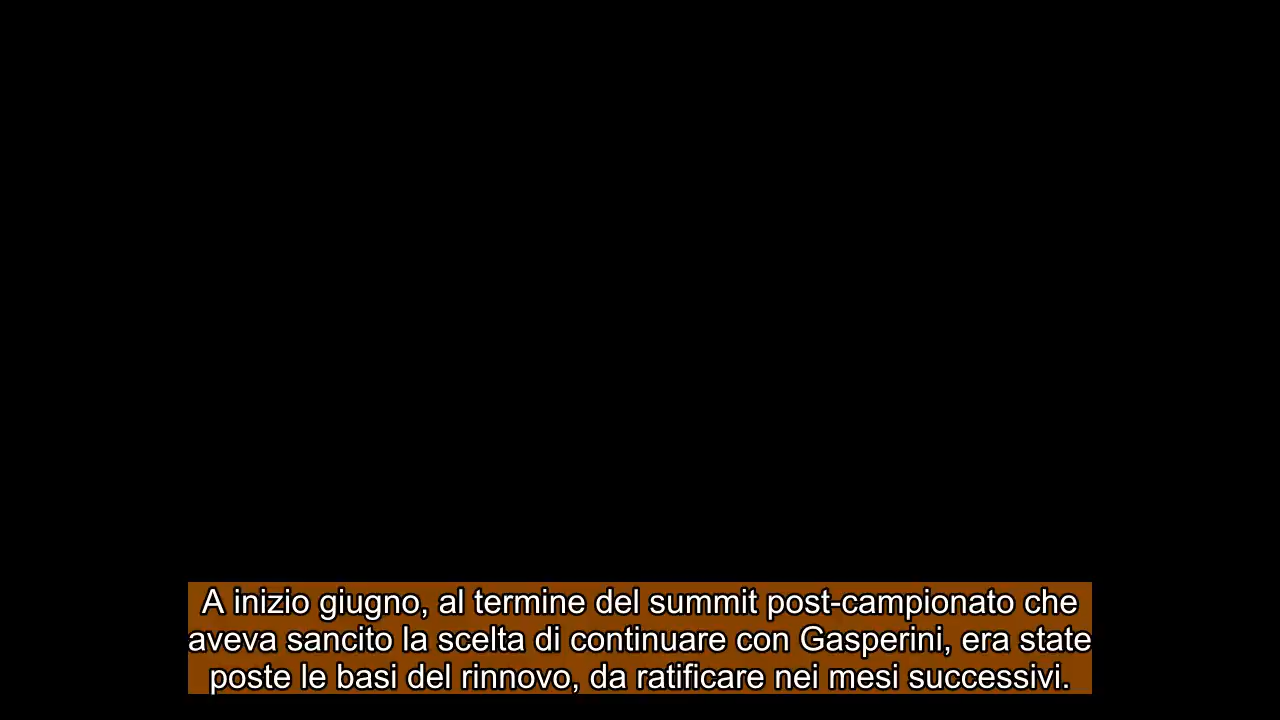 A inizio giugno, al termine del summit post-campionato che
aveva sancito la scelta di continuare con Gasperini, era state
poste le basi del rinnovo, da ratificare nei mesi successivi.